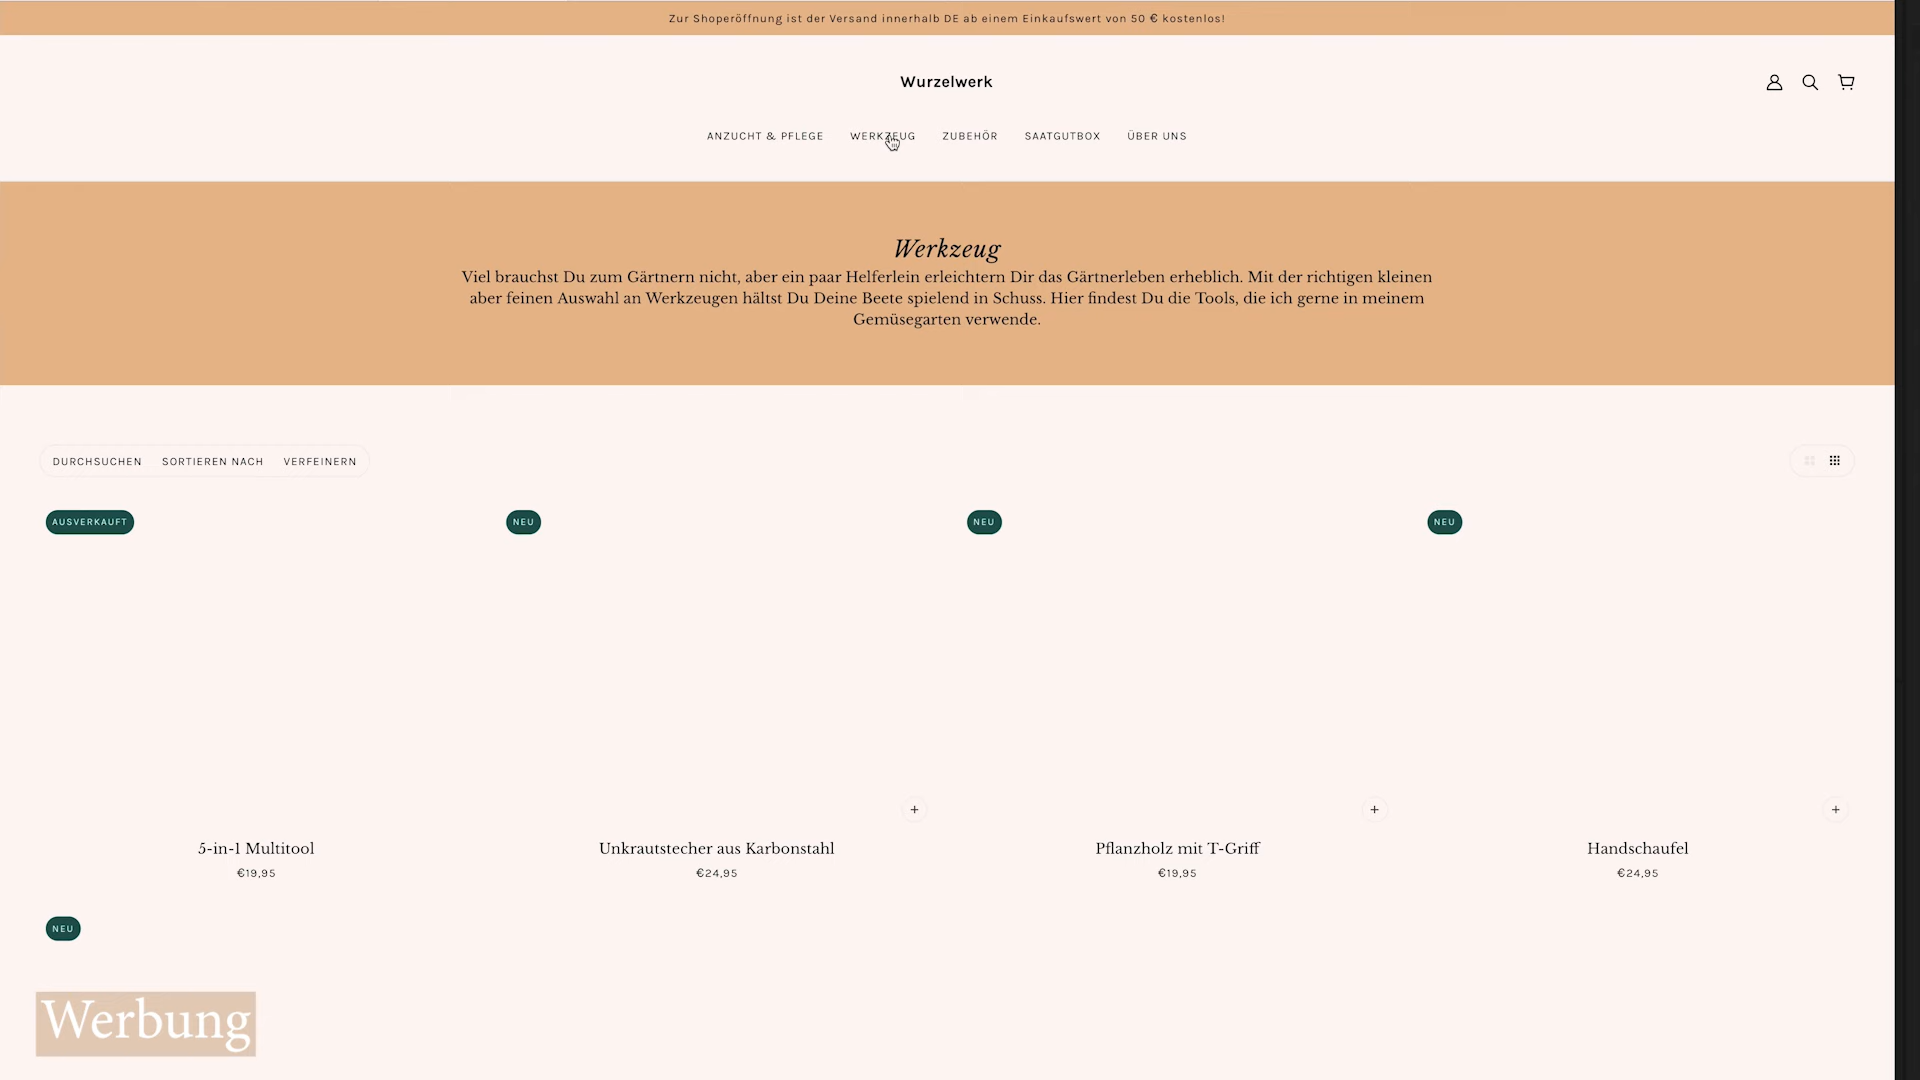 Zur Shoperöffnung ist der Versand innerhalb DE ab einem Einkaufswert von 50 € kostenlos!
Wurzelwerk
ANZUCHT & PFLEGE WERKZEUG ZUBEHÖR SAATGUTBOX ÜBER UNS
Werkzeug
Viel brauchst Du zum Gärtnern nicht, aber ein paar Helferlein erleichtern Dir das Gärtnerleben erheblich. Mit der richtigen kleinen
aber feinen Auswahl an Werkzeugen hältst Du Deine Beete spielend in Schuss. Hier findest Du die Tools, die ich gerne in meinem
Gemüsegarten verwende.
DURCHSUCHEN SORTIEREN NACH VERFEINERN
AUSVERKAUFT NEU NEU NEU
+ + +
5-in-1 Multitool Unkrautstecher aus Karbonstahl Pflanzholz mit T-Griff Handschaufel
€19,95 €24,95 €19,95 €24,95
NEU
Werbung